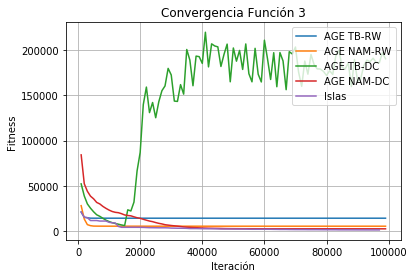 Convergencia Función 3
Fitness
200000
150000
100000
50000
0
0
20000
40000
60000
80000
100000
Iteración
AGE TB-RW
AGE NAM-RW
AGE TB-DC
AGE NAM-DC
Islas